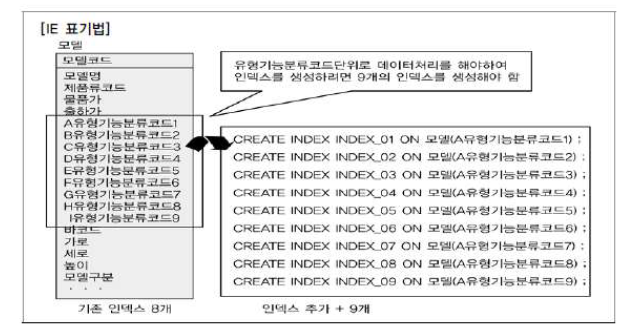 [IE 표기법]
모델
모델코드
모델명
제품류코드
물품가
출하가
A유형기능분류코드1
B유형기능분류코드2
C유형기능분류코드3
D유형기능분류코드4
E유형기능분류코드5
F유형기능분류코드6
G유형기능분류코드7
H유형기능분류코드8
I유형기능분류코드9
바코드
가로
세로
높이
모델구분
. . .
기존 인덱스 8개
유형기능분류코드단위로 데이터처리를 해야하여
인덱스를 생성하려면 9개의 인덱스를 생성해야 함
CREATE INDEX INDEX_01 ON 모델(A유형기능분류코드1) ;
CREATE INDEX INDEX_02 ON 모델(A유형기능분류코드2) ;
CREATE INDEX INDEX_03 ON 모델(A유형기능분류코드3) ;
CREATE INDEX INDEX_04 ON 모델(A유형기능분류코드4) ;
CREATE INDEX INDEX_05 ON 모델(A유형기능분류코드5) ;
CREATE INDEX INDEX_06 ON 모델(A유형기능분류코드6) ;
CREATE INDEX INDEX_07 ON 모델(A유형기능분류코드7) ;
CREATE INDEX INDEX_08 ON 모델(A유형기능분류코드8) ;
CREATE INDEX INDEX_09 ON 모델(A유형기능분류코드9) ;
인덱스 추가 + 9개